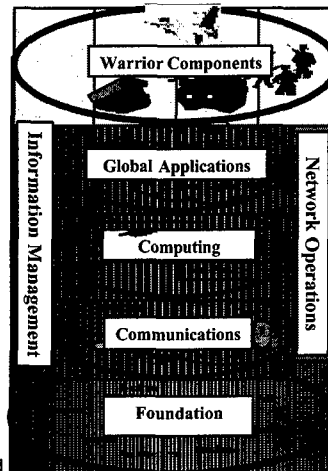 Warrior Components
Information Management
Global Applications
Network Operations
Computing
Communications
Foundation